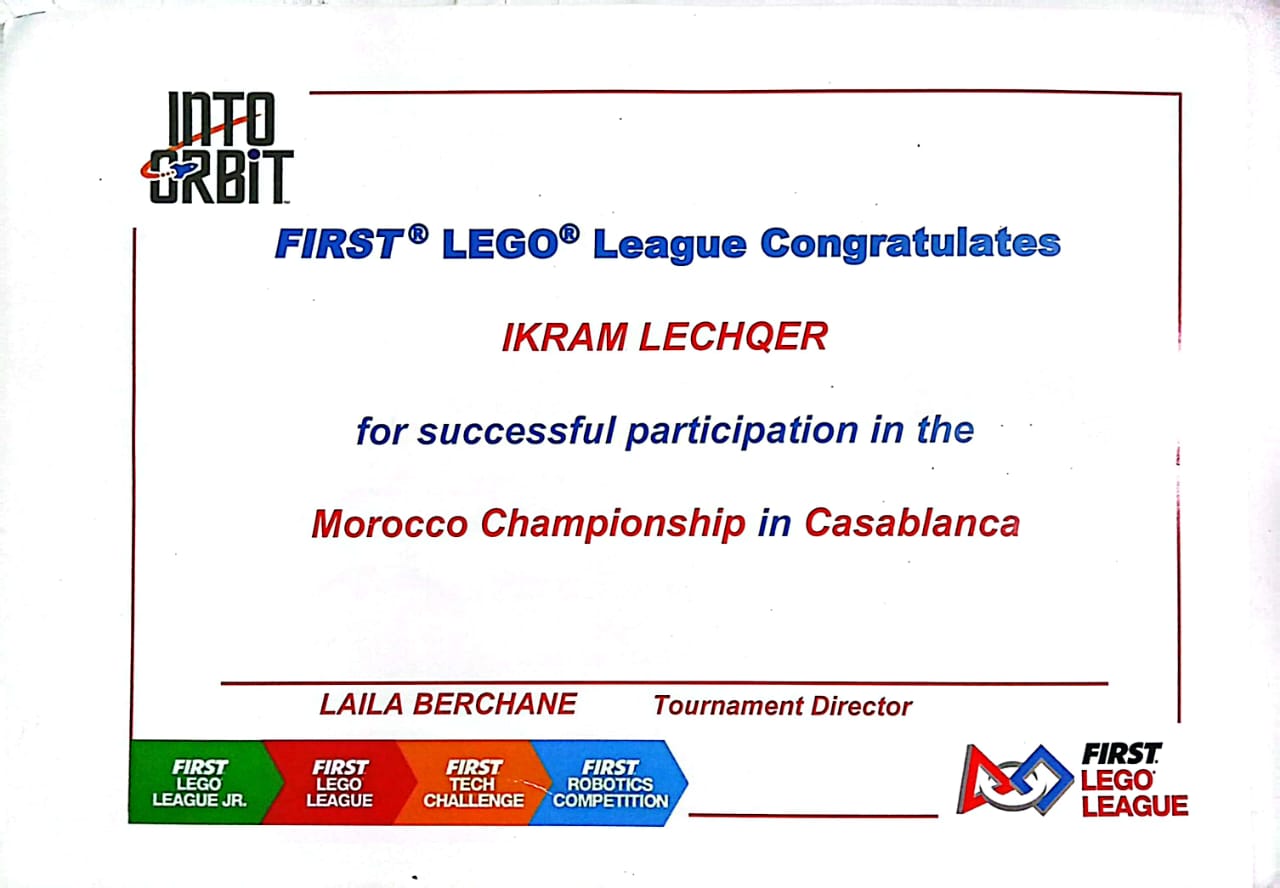 INTO
ORBIT™
FIRST® LEGO® League Congratulates
IKRAM LECHQER
for successful participation in the
Morocco Championship in Casablanca
LAILA BERCHANE Tournament Director
FIRST
LEGO
LEAGUE JR.
FIRST
LEGO
LEAGUE
FIRST
TECH
CHALLENGE
FIRST
ROBOTICS
COMPETITION
FIRST.
LEGO®
LEAGUE